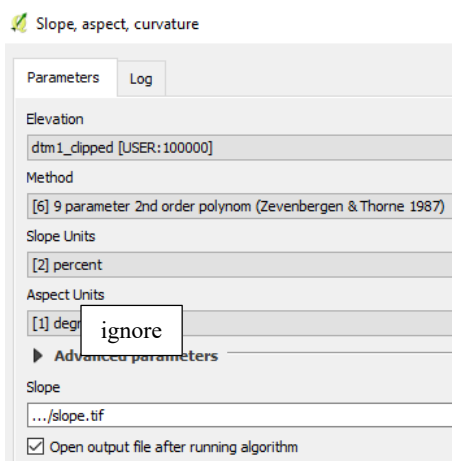 Slope, aspect, curvature
Parameters Log
Elevation
dtm1_clipped [USER:100000]
Method
[6] 9 parameter 2nd order polynom (Zevenbergen & Thorne 1987)
Slope Units
[2] percent
Aspect Units
[1]
ignore
Advanced parameters
Slope
.../slope.tif
Open output file after running algorithm